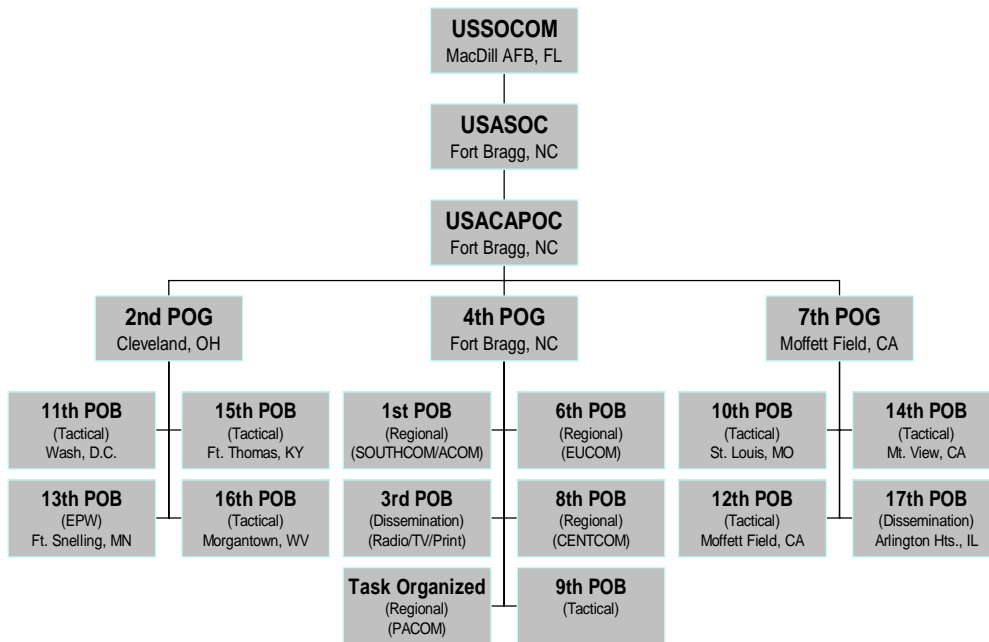 USSOCOM
MacDill AFB, FL
USASOC
Fort Bragg, NC
USACAPOC
Fort Bragg, NC
2nd POG
Cleveland, OH
4th POG
Fort Bragg, NC
7th POG
Moffett Field, CA
11th POB
(Tactical)
Wash, D.C.
15th POB
(Tactical)
Ft. Thomas, KY
1st POB
(Regional)
(SOUTHCOM/ACOM)
6th POB
(Regional)
(EUCOM)
10th POB
(Tactical)
St. Louis, MO
14th POB
(Tactical)
Mt. View, CA
13th POB
(EPW)
Ft. Snelling, MN
16th POB
(Tactical)
Morgantown, WV
3rd POB
(Dissemination)
(Radio/TV/Print)
8th POB
(Regional)
(CENTCOM)
12th POB
(Tactical)
Moffett Field, CA
17th POB
(Dissemination)
Arlington Hts., IL
Task Organized
(Regional)
(PACOM)
9th POB
(Tactical)